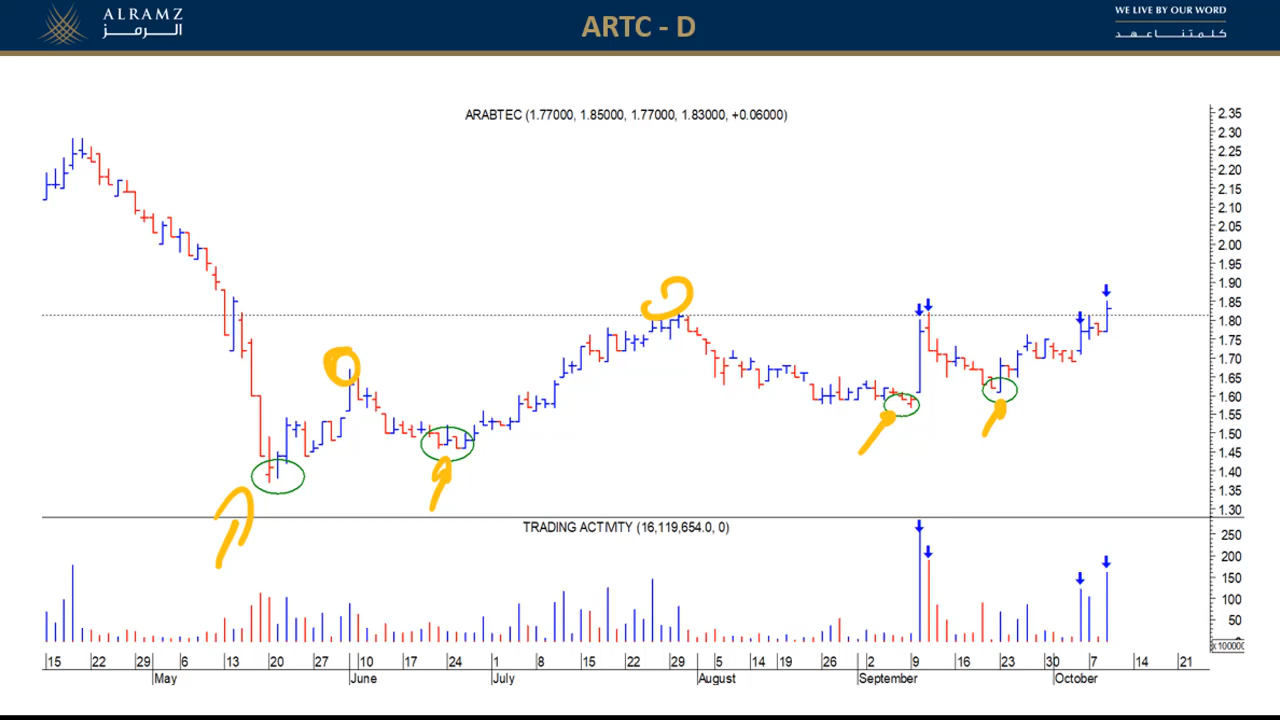 ALRAMZ
الرمز
ARTC - D
WE LIVE BY OUR WORD
كلمتنا عهد
ARABTEC (1.77000, 1.85000, 1.77000, 1.83000, +0.06000)
2.35
2.30
2.25
2.20
2.15
2.10
2.05
2.00
1.95
1.90
1.85
1.80
1.75
1.70
1.65
1.60
1.55
1.50
1.45
1.40
1.35
1.30
TRADING ACTIVITY (16,119,654.0, 0)
250
200
150
100
50
x100000
15 22 29 6 13 20 27 10 17 24 1 8 15 22 29 5 14 19 26 2 9 16 23 30 7 14 21
May June July August September October